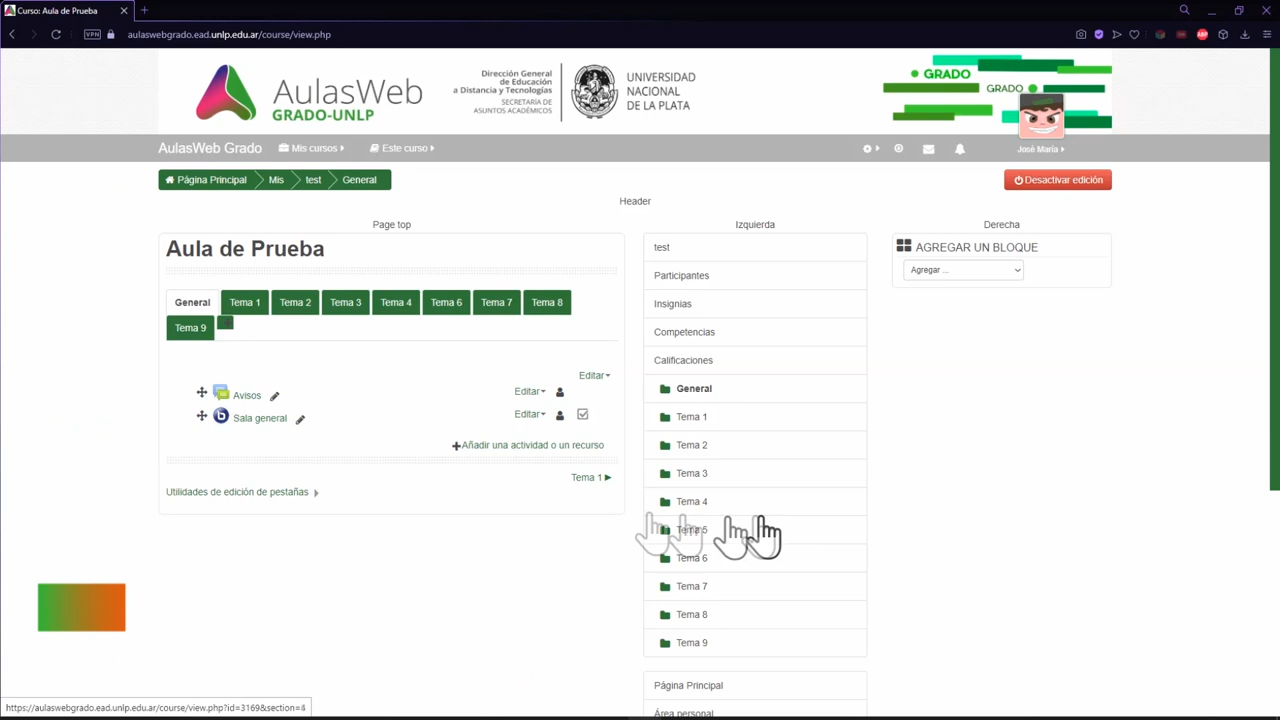 Curso: Aula de Prueba
VPN
aulaswebgrado.ead.unlp.edu.ar/course/view.php
AulasWeb
GRADO-UNLP
Dirección General
de Educación
a Distancia y Tecnologías
SECRETARÍA DE
ASUNTOS ACADÉMICOS
UNIVERSIDAD
NACIONAL
DE LA PLATA
GRADO
GRADO
AulasWeb Grado
Mis cursos
Este curso
José María
Página Principal
Mis
test
General
Desactivar edición
Header
Page top
Izquierda
Derecha
Aula de Prueba
General
Tema 1
Tema 2
Tema 3
Tema 4
Tema 6
Tema 7
Tema 8
Tema 9
Editar
Avisos
Editar
Sala general
Editar
Añadir una actividad o un recurso
Tema 1
Utilidades de edición de pestañas
test
Participantes
Insignias
Competencias
Calificaciones
General
Tema 1
Tema 2
Tema 3
Tema 4
Tema 5
Tema 6
Tema 7
Tema 8
Tema 9
Página Principal
Área personal
AGREGAR UN BLOQUE
Agregar ...
https://aulaswebgrado.ead.unlp.edu.ar/course/view.php?id=3169&section=4